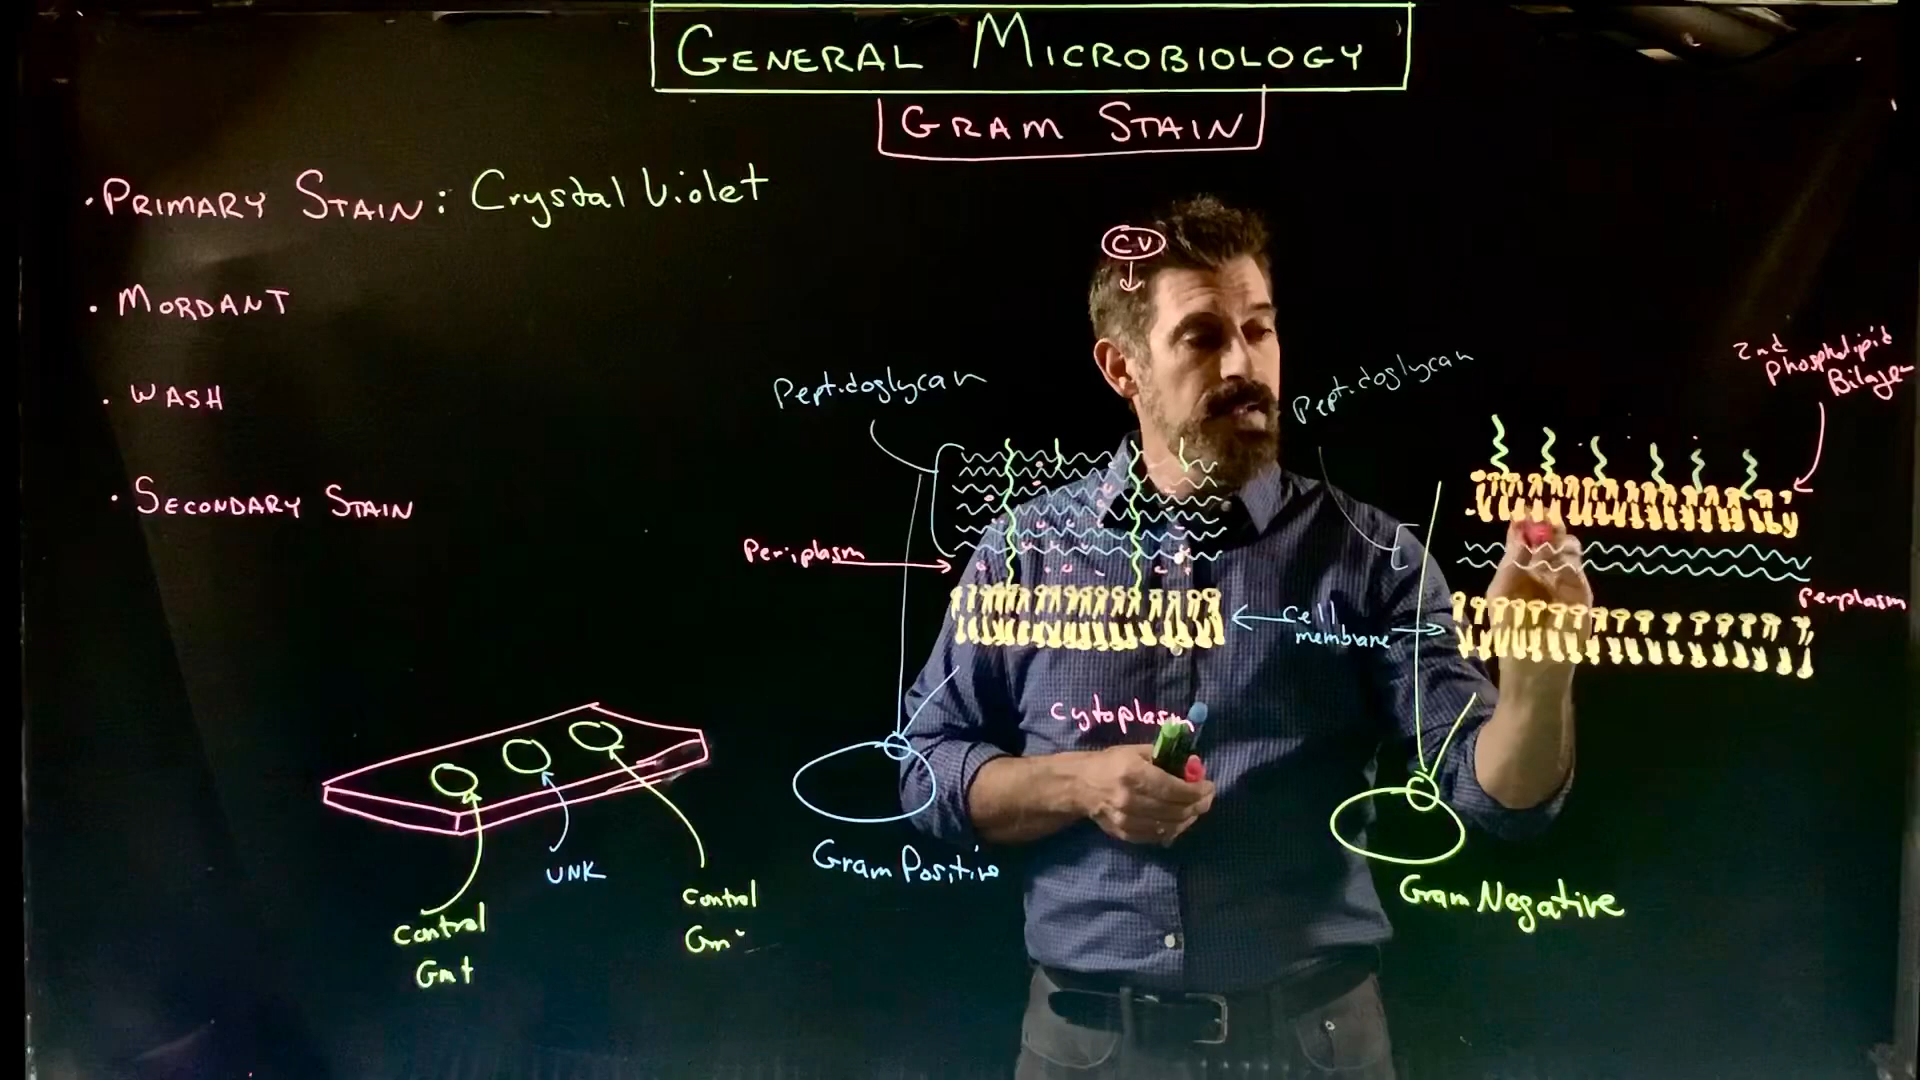 GENERAL MICROBIOLOGY
GRAM STAIN
• PRIMARY STAIN: Crystal Violet
• MORDANT
• WASH
• SECONDARY STAIN
CV
Peptidoglycan
Periplasm
Cell
membrane
cytoplasm
Gram Positive
Peptidoglycan
2nd
Phospholipid
Bilayer
Periplasm
Gram Negative
UNK
Control
Gm+
Control
Gm-